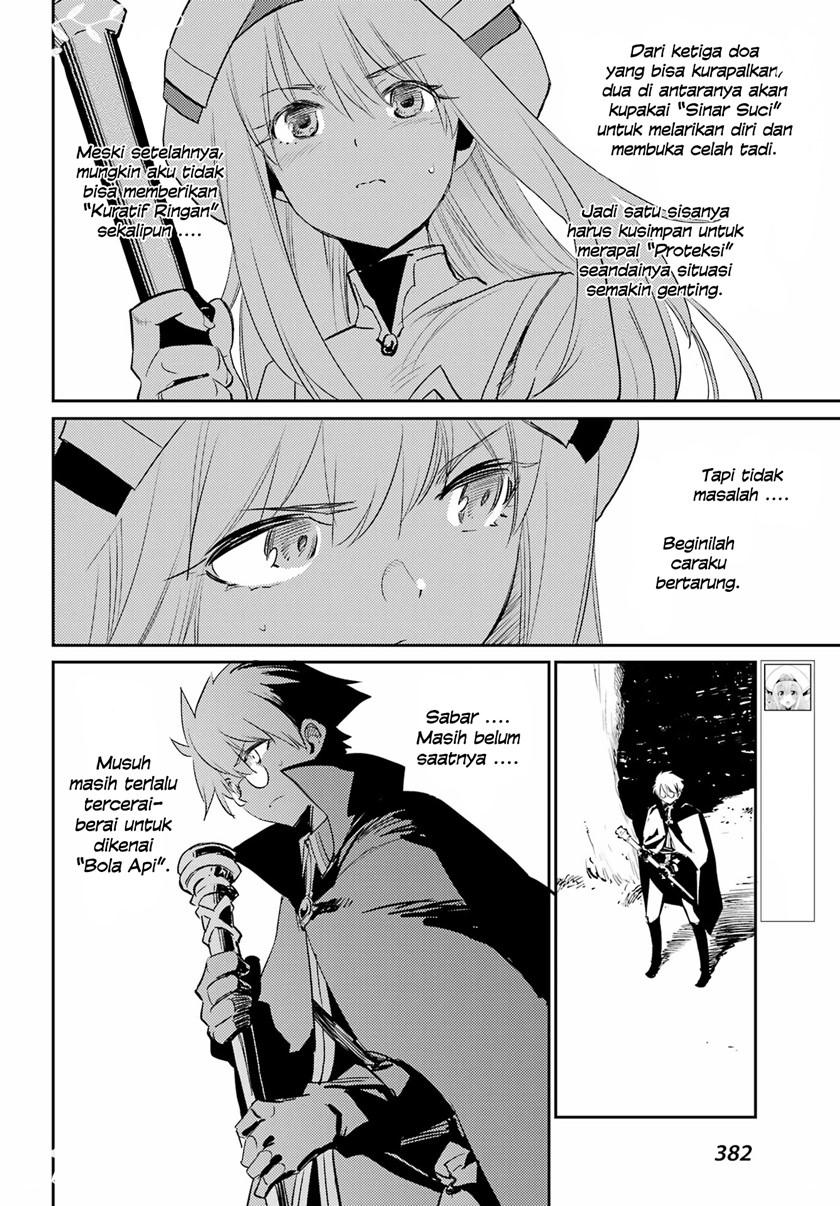 Dari ketiga doa
yang bisa kurapalkan,
dua di antaranya akan
kupakai "Sinar Suci"
untuk melarikan diri dan
membuka celah tadi.
Jadi satu sisanya
harus kusimpan untuk
merapal "Proteksi"
seandainya situasi
semakin genting.
Meski setelahnya,
mungkin aku tidak
bisa memberikan
"Kuratif Ringan"
sekalipun ....
Tapi tidak
masalah ....
Beginilah
caraku
bertarung.
Sabar ....
Masih belum
saatnya ....
Musuh
masih terlalu
tercerai-
berai untuk
dikenai
"Bola Api".
382